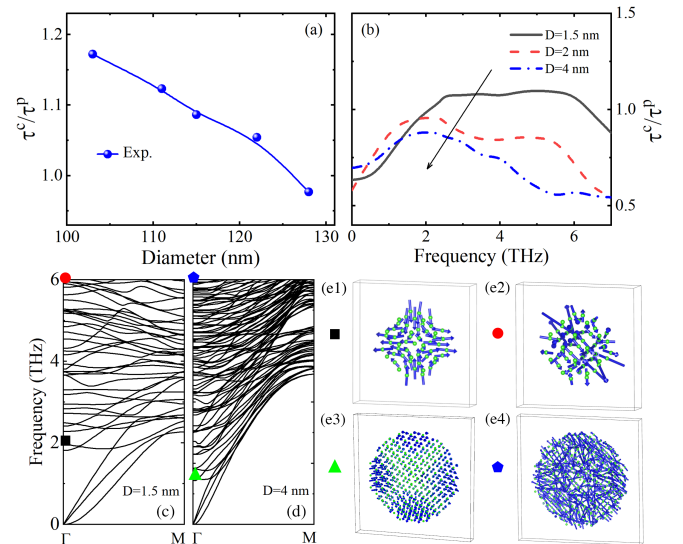 (a)
τᶜ/τᵖ
1.2
1.1
1.0
Exp.
100
110
120
130
Diameter (nm)
(b)
D=1.5 nm
D=2 nm
D=4 nm
1.5
1.0
0.5
τᶜ/τᵖ
0
2
4
6
Frequency (THz)
Frequency (THz)
6
4
2
0
D=1.5 nm
(c)
D=4 nm
(d)
Γ
M
M
(e1)
(e2)
(e3)
(e4)